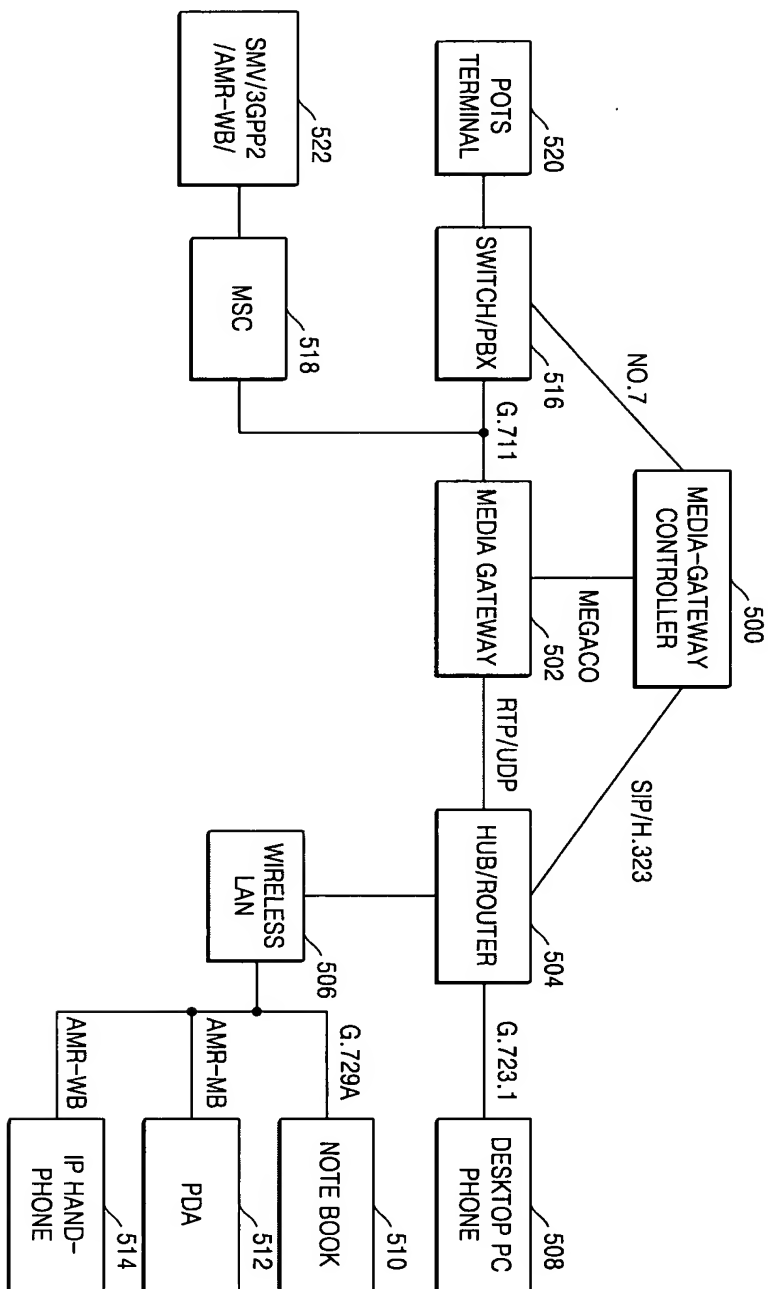 500
MEDIA-GATEWAY
CONTROLLER
NO.7
MEGACO
SIP/H.323
520
POTS
TERMINAL
516
SWITCH/PBX
G.711
502
MEDIA GATEWAY
RTP/UDP
504
HUB/ROUTER
G.723.1
508
DESKTOP PC
PHONE
522
SMV/3GPP2
/AMR-WB/
518
MSC
506
WIRELESS
LAN
G.729A
510
NOTE BOOK
AMR-MB
512
PDA
AMR-WB
514
IP HAND-
PHONE